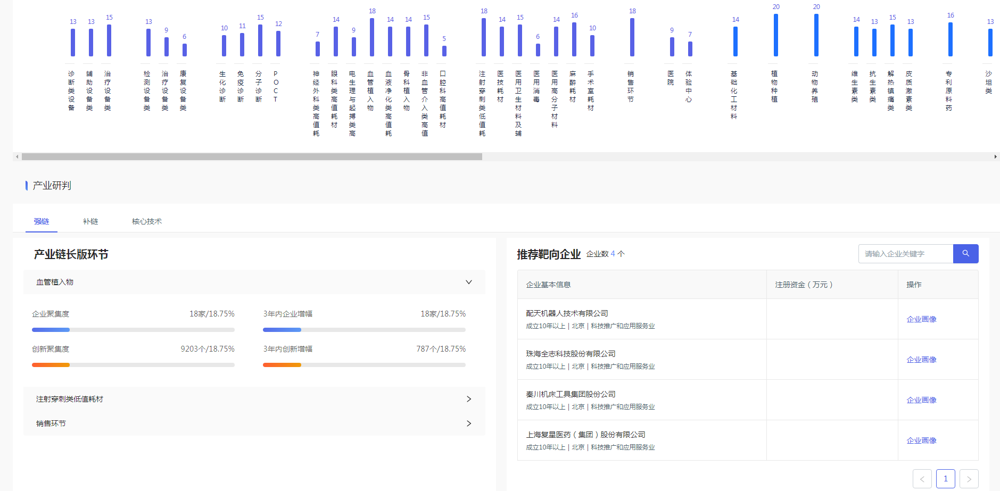 13
13
15
13
9
6
10
11
15
12
7
14
9
18
14
14
15
5
18
14
15
6
14
16
10
18
9
7
14
20
20
14
13
15
13
16
13
诊断类设备
辅助设备类
治疗设备类
检测设备类
治疗设备类
康复设备类
生化诊断
免疫诊断
分子诊断
POCT
神经外科类高值耗
眼科类高值耗材
电生理与起搏类高
血管植入物
血液净化类高值耗
骨科植入物
非血管介入类高值
口腔科高值耗材
注射穿刺类低值耗
医技耗材
医用卫生材料及辅
医用消毒
医用高分子材料
麻醉耗材
手术室耗材
销售环节
医院
体验中心
基础化工材料
植物种植
动物养殖
维生素类
抗生素类
解热镇痛类
皮质激素类
专利原料药
沙坦类
产业研判
强链
补链
核心技术
产业链长版环节
血管植入物
企业聚集度 18家/18.75%
3年内企业增幅 18家/18.75%
创新聚集度 9203个/18.75%
3年内创新增幅 787个/18.75%
注射穿刺类低值耗材
销售环节
推荐靶向企业 企业数 4 个
请输入企业关键字
企业基本信息 注册资金（万元） 操作
配天机器人技术有限公司
成立10年以上 | 北京 | 科技推广和应用服务业
企业画像
珠海全志科技股份有限公司
成立10年以上 | 北京 | 科技推广和应用服务业
企业画像
秦川机床工具集团股份公司
成立10年以上 | 北京 | 科技推广和应用服务业
企业画像
上海复星医药（集团）股份有限公司
成立10年以上 | 北京 | 科技推广和应用服务业
企业画像
1